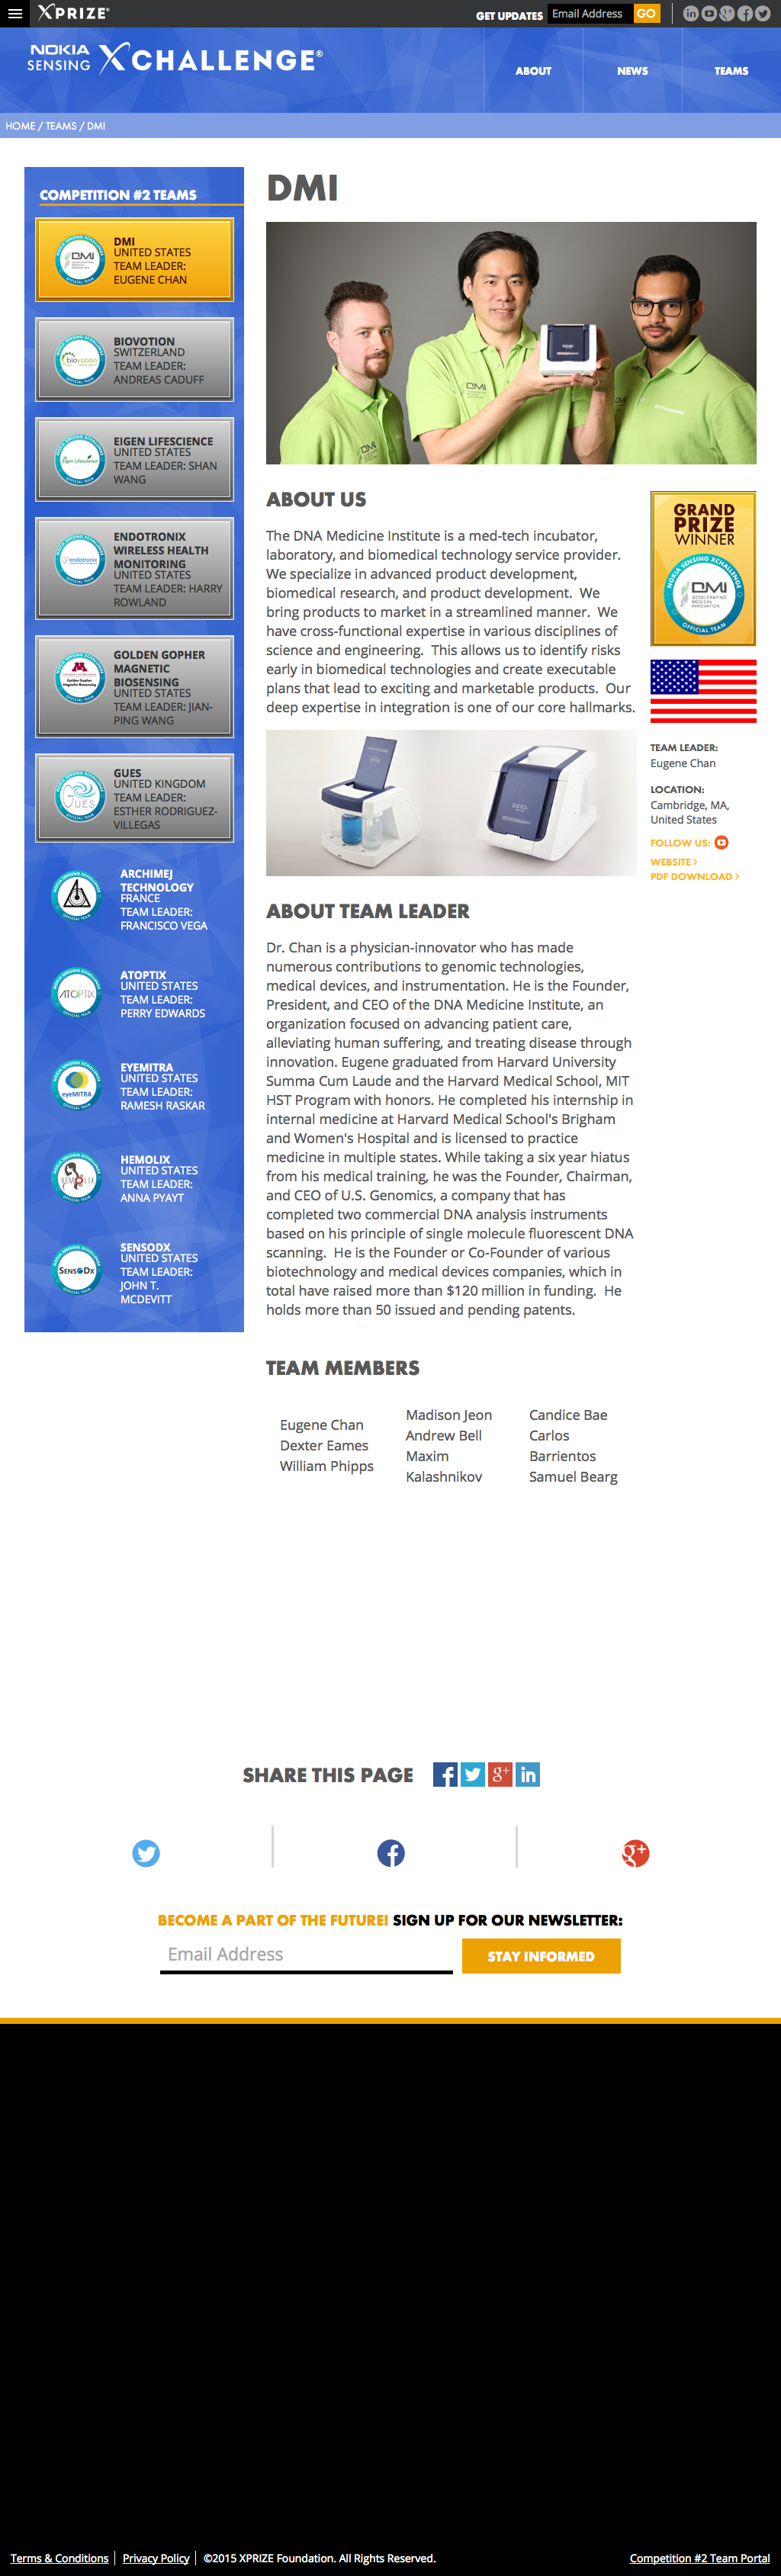 XPRIZE®
GET UPDATES
Email Address
GO
NOKIA
SENSING
XCHALLENGE®
ABOUT
NEWS
TEAMS
HOME / TEAMS / DMI
COMPETITION #2 TEAMS
DMI
UNITED STATES
TEAM LEADER:
EUGENE CHAN
BIOVOTION
SWITZERLAND
TEAM LEADER:
ANDREAS CADUFF
EIGEN LIFESCIENCE
UNITED STATES
TEAM LEADER: SHAN
WANG
ENDOTRONIX
WIRELESS HEALTH
MONITORING
UNITED STATES
TEAM LEADER: HARRY
ROWLAND
GOLDEN GOPHER
MAGNETIC
BIOSENSING
UNITED STATES
TEAM LEADER: JIAN-
PING WANG
GUES
UNITED KINGDOM
TEAM LEADER:
ESTHER RODRIGUEZ-
VILLEGAS
ARCHIMEJ
TECHNOLOGY
FRANCE
TEAM LEADER:
FRANCISCO VEGA
ATOPTIX
UNITED STATES
TEAM LEADER:
PERRY EDWARDS
EYEMITRA
UNITED STATES
TEAM LEADER:
RAMESH RASKAR
HEMOLIX
UNITED STATES
TEAM LEADER:
ANNA PYAYT
SENSODX
UNITED STATES
TEAM LEADER:
JOHN T.
MCDEVITT
DMI
ABOUT US
The DNA Medicine Institute is a med-tech incubator,
laboratory, and biomedical technology service provider.
We specialize in advanced product development,
biomedical research, and product development.  We
bring products to market in a streamlined manner.  We
have cross-functional expertise in various disciplines of
science and engineering.  This allows us to identify risks
early in biomedical technologies and create executable
plans that lead to exciting and marketable products.  Our
deep expertise in integration is one of our core hallmarks.
GRAND
PRIZE
WINNER
NOKIA SENSING XCHALLENGE
DMI
ACCELERATING
MEDICAL
INNOVATION
OFFICIAL TEAM
TEAM LEADER:
Eugene Chan
LOCATION:
Cambridge, MA,
United States
FOLLOW US:
WEBSITE >
PDF DOWNLOAD >
ABOUT TEAM LEADER
Dr. Chan is a physician-innovator who has made
numerous contributions to genomic technologies,
medical devices, and instrumentation. He is the Founder,
President, and CEO of the DNA Medicine Institute, an
organization focused on advancing patient care,
alleviating human suffering, and treating disease through
innovation. Eugene graduated from Harvard University
Summa Cum Laude and the Harvard Medical School, MIT
HST Program with honors. He completed his internship in
internal medicine at Harvard Medical School's Brigham
and Women's Hospital and is licensed to practice
medicine in multiple states. While taking a six year hiatus
from his medical training, he was the Founder, Chairman,
and CEO of U.S. Genomics, a company that has
completed two commercial DNA analysis instruments
based on his principle of single molecule fluorescent DNA
scanning.  He is the Founder or Co-Founder of various
biotechnology and medical devices companies, which in
total have raised more than $120 million in funding.  He
holds more than 50 issued and pending patents.
TEAM MEMBERS
Eugene Chan
Dexter Eames
William Phipps
Madison Jeon
Andrew Bell
Maxim
Kalashnikov
Candice Bae
Carlos
Barrientos
Samuel Bearg
SHARE THIS PAGE
BECOME A PART OF THE FUTURE! SIGN UP FOR OUR NEWSLETTER:
Email Address
STAY INFORMED
Terms & Conditions
Privacy Policy
©2015 XPRIZE Foundation. All Rights Reserved.
Competition #2 Team Portal